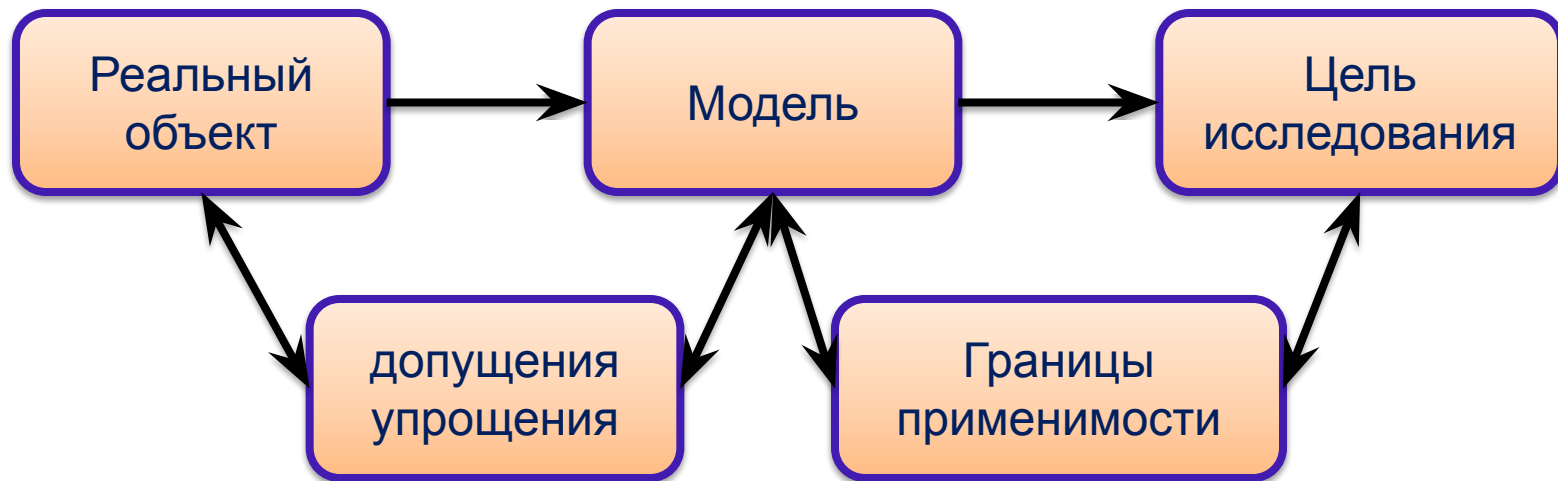 Реальный
объект
Модель
Цель
исследования
допущения
упрощения
Границы
применимости